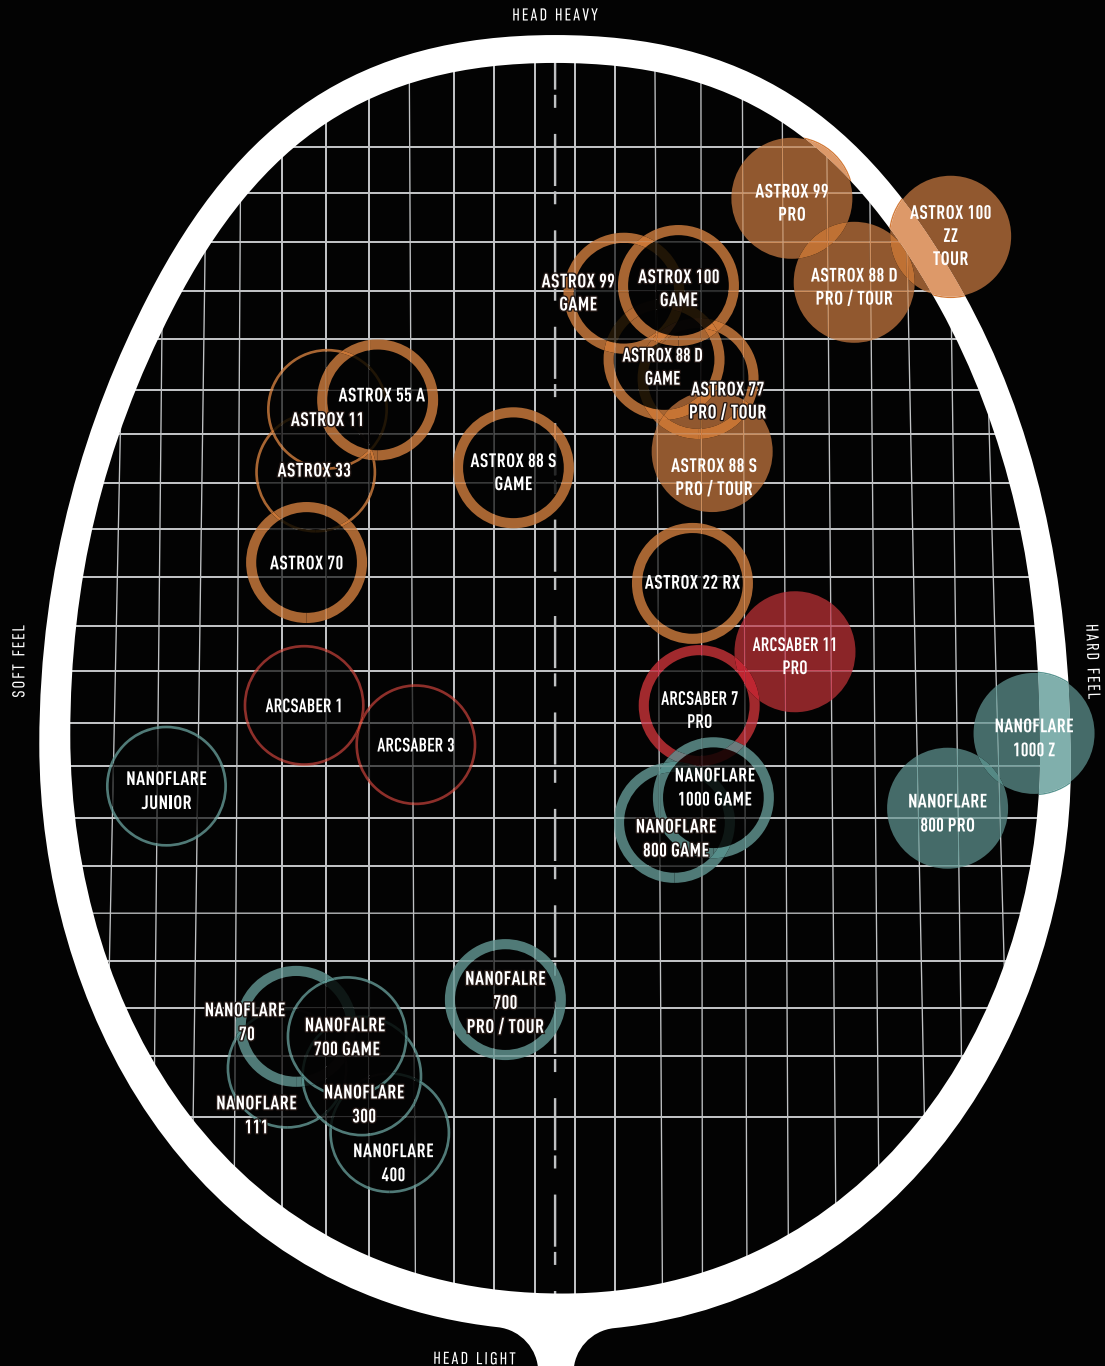 HEAD HEAVY
ASTROX 99
PRO
ASTROX 100
ZZ
TOUR
ASTROX 88 D
PRO / TOUR
ASTROX 99
GAME
ASTROX 100
GAME
ASTROX 88 D
GAME
ASTROX 77
PRO / TOUR
ASTROX 55 A
ASTROX 11
ASTROX 33
ASTROX 88 S
GAME
ASTROX 88 S
PRO / TOUR
ASTROX 70
ASTROX 22 RX
SOFT FEEL
HARD FEEL
ARCSABER 11
PRO
ARCSABER 7
PRO
ARCSABER 1
ARCSABER 3
NANOFLARE
1000 Z
NANOFLARE
JUNIOR
NANOFLARE
1000 GAME
NANOFLARE
800 PRO
NANOFLARE
800 GAME
NANOFALRE
700
PRO / TOUR
NANOFLARE
70
NANOFALRE
700 GAME
NANOFLARE
300
NANOFLARE
111
NANOFLARE
400
HEAD LIGHT